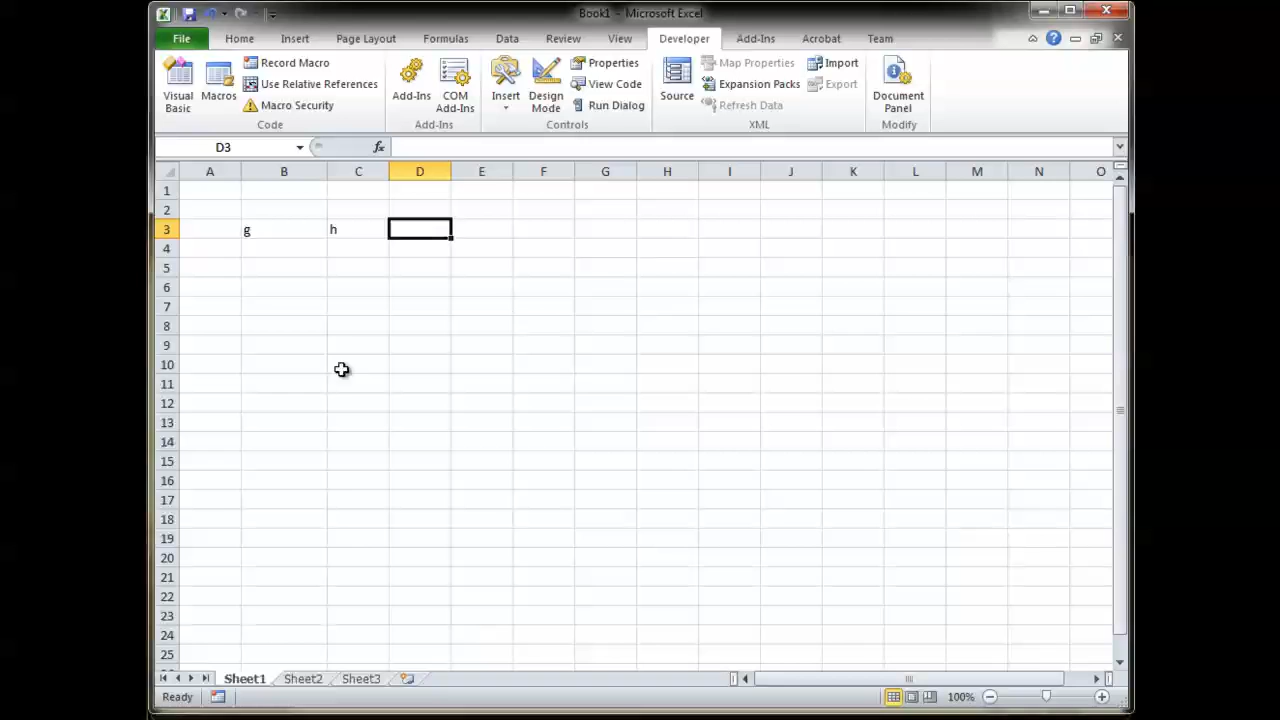 Book1 - Microsoft Excel
File Home Insert Page Layout Formulas Data Review View Developer Add-Ins Acrobat Team
Visual Basic
Macros
Record Macro
Use Relative References
Macro Security
Code
Add-Ins
COM Add-Ins
Add-Ins
Insert
Design Mode
Properties
View Code
Run Dialog
Controls
Source
Map Properties
Expansion Packs
Refresh Data
Import
Export
XML
Document Panel
Modify
D3 fx
A B C D E F G H I J K L M N O
1
2
3 g h
4
5
6
7
8
9
10
11
12
13
14
15
16
17
18
19
20
21
22
23
24
25
Sheet1 Sheet2 Sheet3
Ready 100%